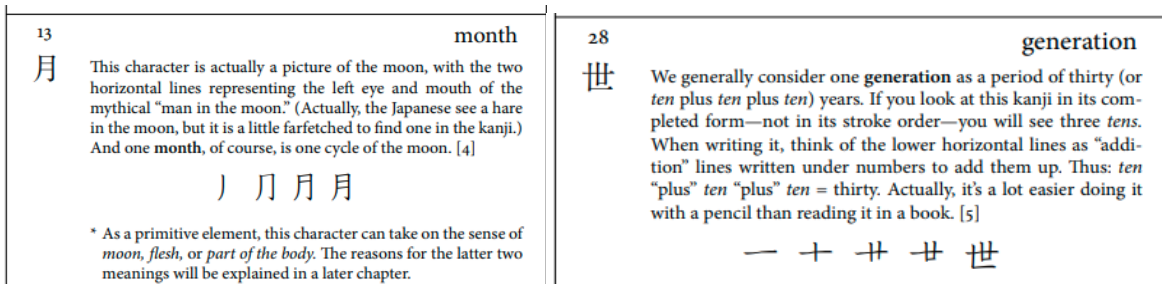 13
month
月
This character is actually a picture of the moon, with the two
horizontal lines representing the left eye and mouth of the
mythical “man in the moon.” (Actually, the Japanese see a hare
in the moon, but it is a little farfetched to find one in the kanji.)
And one month, of course, is one cycle of the moon. [4]
丿 ⺆ 月 月
* As a primitive element, this character can take on the sense of
moon, flesh, or part of the body. The reasons for the latter two
meanings will be explained in a later chapter.
28
generation
世
We generally consider one generation as a period of thirty (or
ten plus ten plus ten) years. If you look at this kanji in its com-
pleted form—not in its stroke order—you will see three tens.
When writing it, think of the lower horizontal lines as “addi-
tion” lines written under numbers to add them up. Thus: ten
“plus” ten “plus” ten = thirty. Actually, it’s a lot easier doing it
with a pencil than reading it in a book. [5]
一 十 卄 廿 世